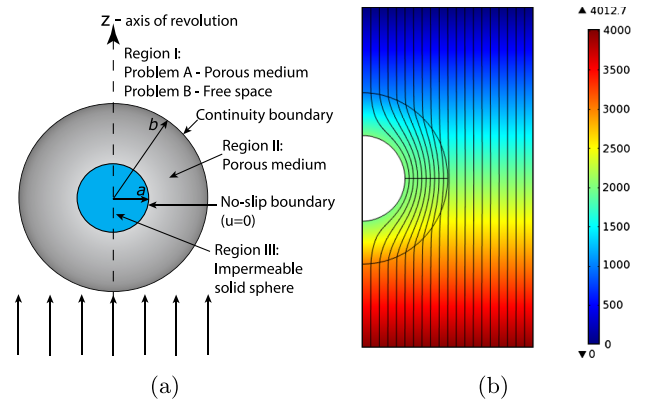 z - axis of revolution
Region I:
Problem A - Porous medium
Problem B - Free space
Continuity boundary
b
Region II:
Porous medium
a
No-slip boundary
(u=0)
Region III:
Impermeable
solid sphere
(a)
▲ 4012.7
4000
3500
3000
2500
2000
1500
1000
500
0
▼ 0
(b)